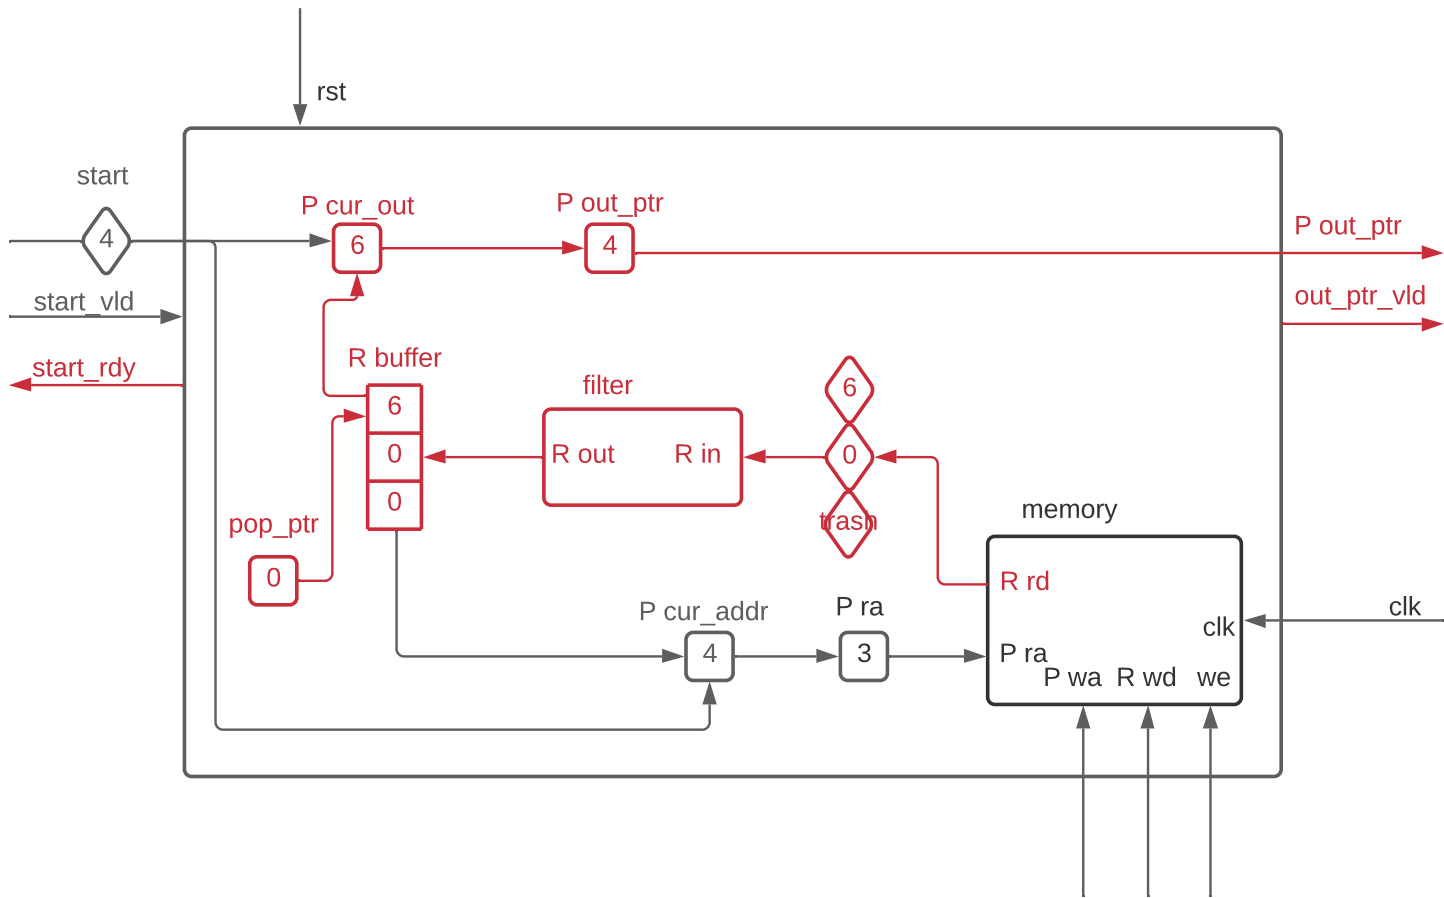 rst
start
4
start_vld
start_rdy
P cur_out
6
P out_ptr
4
P out_ptr
out_ptr_vld
R buffer
6
0
0
pop_ptr
0
filter
R out
R in
6
0
trash
memory
R rd
clk
P ra
P wa
R wd
we
clk
P cur_addr
4
P ra
3